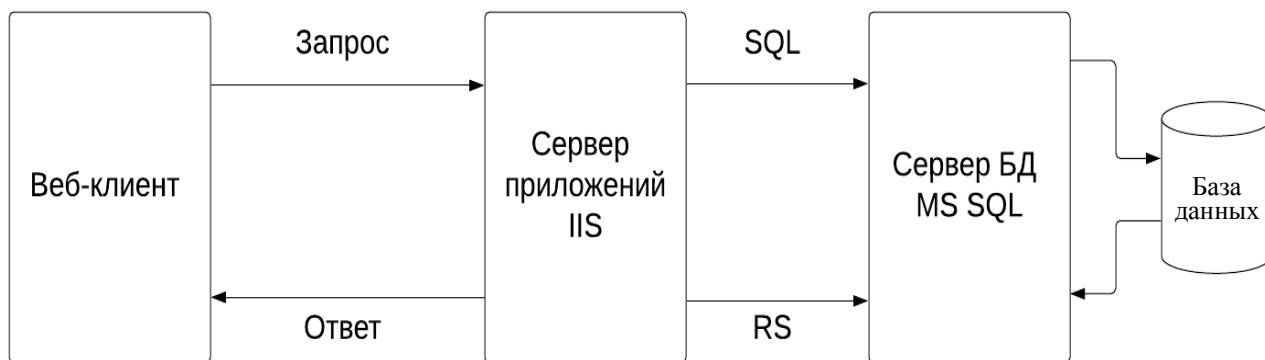 Запрос
SQL
Веб-клиент
Сервер
приложений
IIS
Сервер БД
MS SQL
База
данных
Ответ
RS